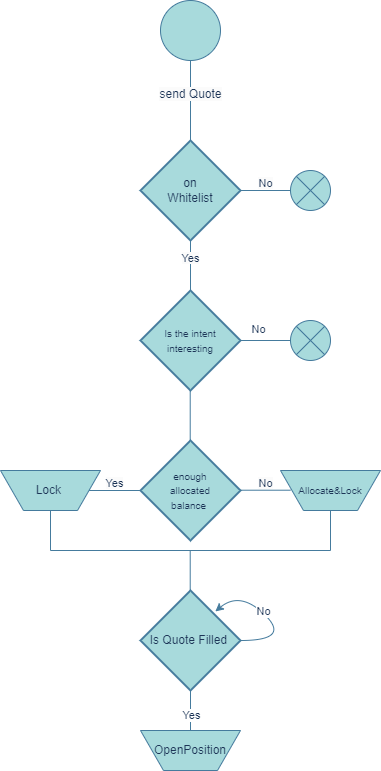 send Quote
on
Whitelist
No
Yes
Is the intent
interesting
No
enough
allocated
balance
Yes
Lock
No
Allocate&Lock
Is Quote Filled
No
Yes
OpenPosition